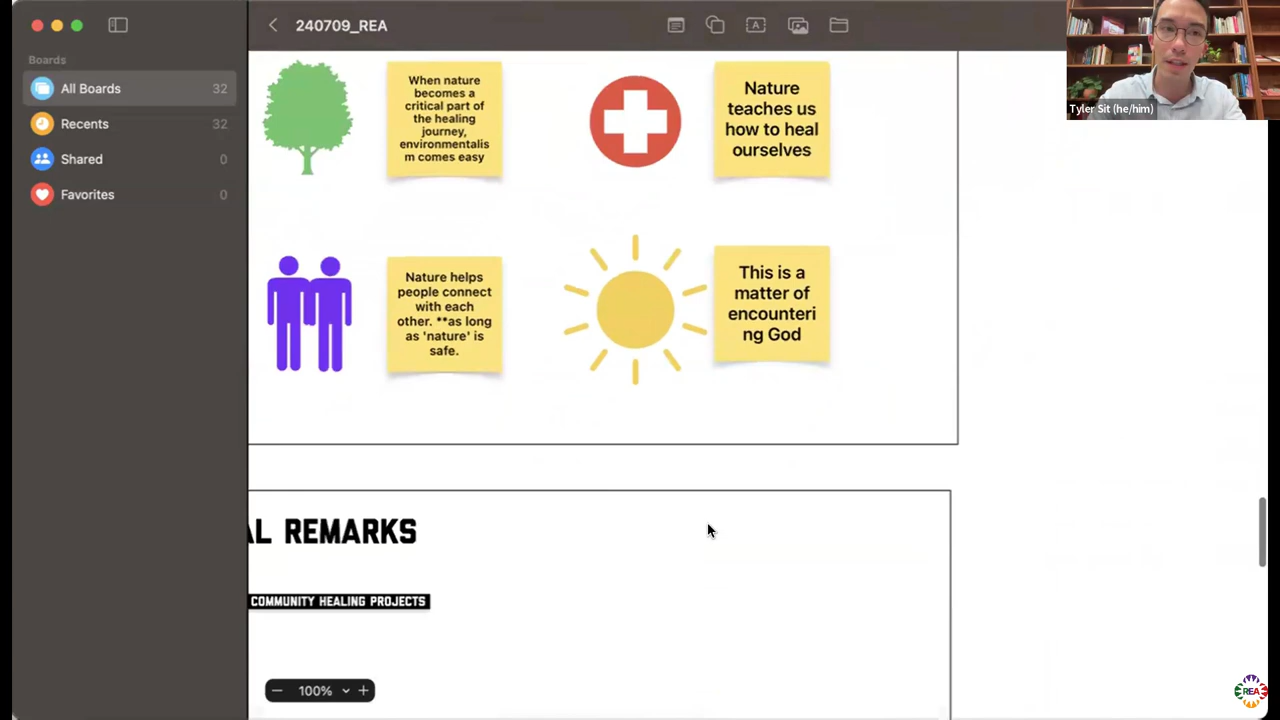 240709_REA
Tyler Sit (he/him)
Boards
All Boards 32
Recents 32
Shared 0
Favorites 0
When nature
becomes a
critical part of
the healing
journey,
environmentalis
m comes easy
Nature
teaches us
how to heal
ourselves
Nature helps
people connect
with each
other. **as long
as 'nature' is
safe.
This is a
matter of
encounteri
ng God
AL REMARKS
COMMUNITY HEALING PROJECTS
100%
REA